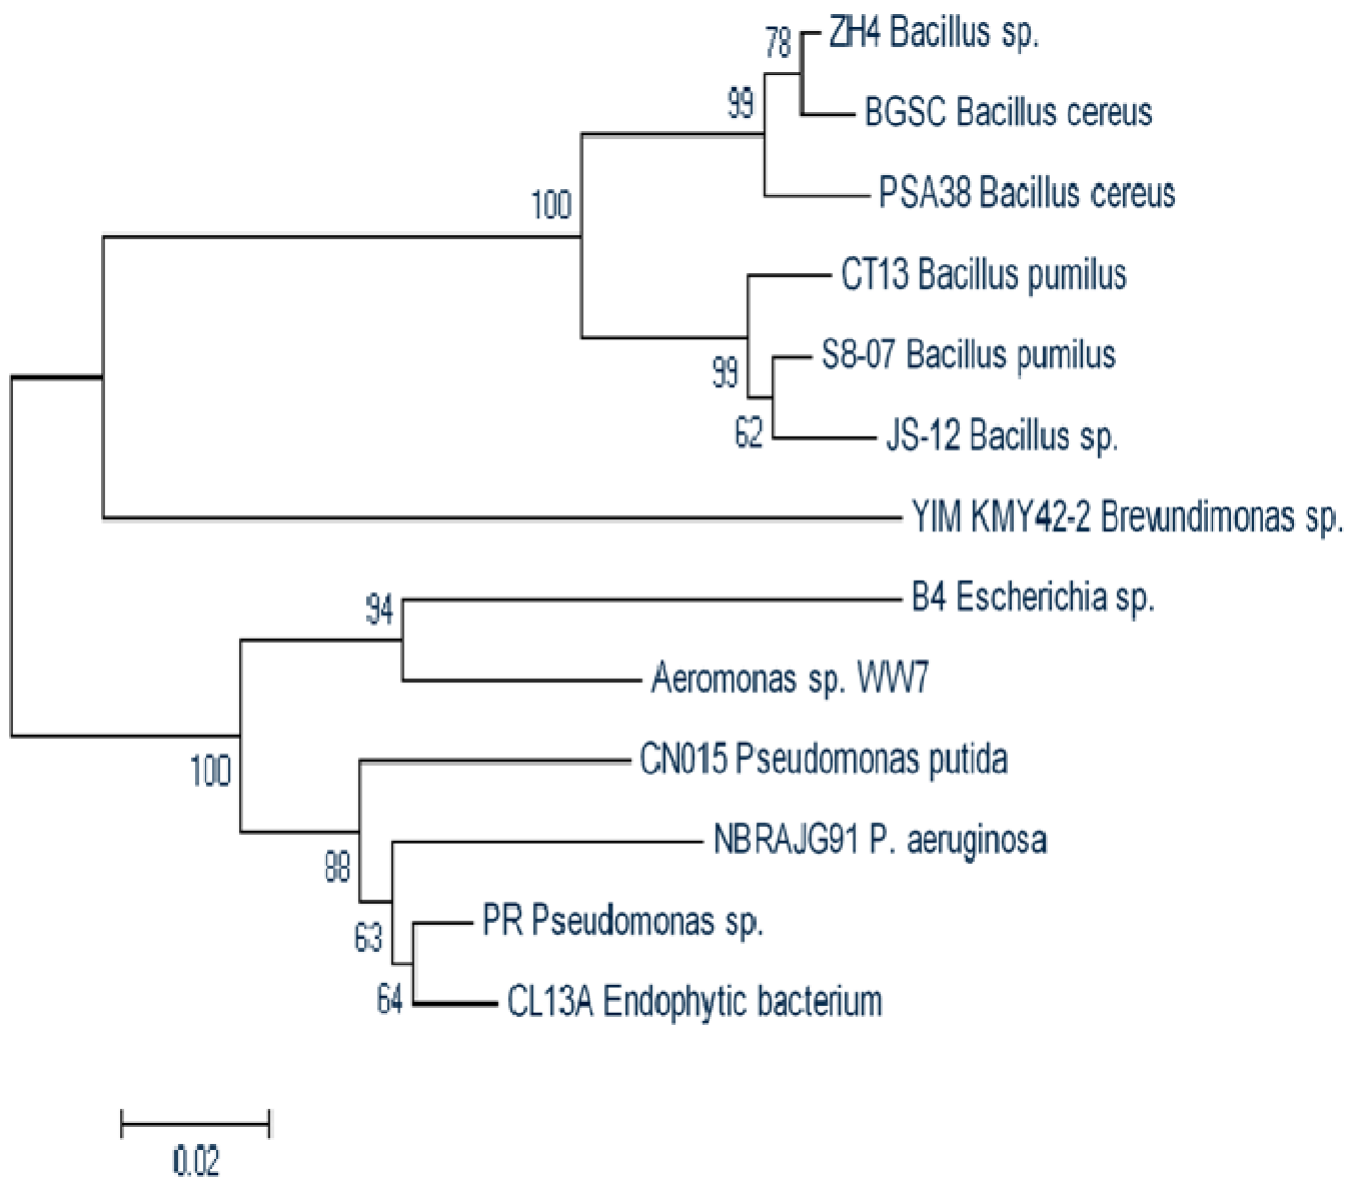 78
ZH4 Bacillus sp.
99
BGSC Bacillus cereus
PSA38 Bacillus cereus
100
CT13 Bacillus pumilus
S8-07 Bacillus pumilus
99
62
JS-12 Bacillus sp.
YIM KMY42-2 Brevundimonas sp.
94
B4 Escherichia sp.
Aeromonas sp. WW7
100
CN015 Pseudomonas putida
NBRAJG91 P. aeruginosa
88
PR Pseudomonas sp.
63
64
CL13A Endophytic bacterium
0.02